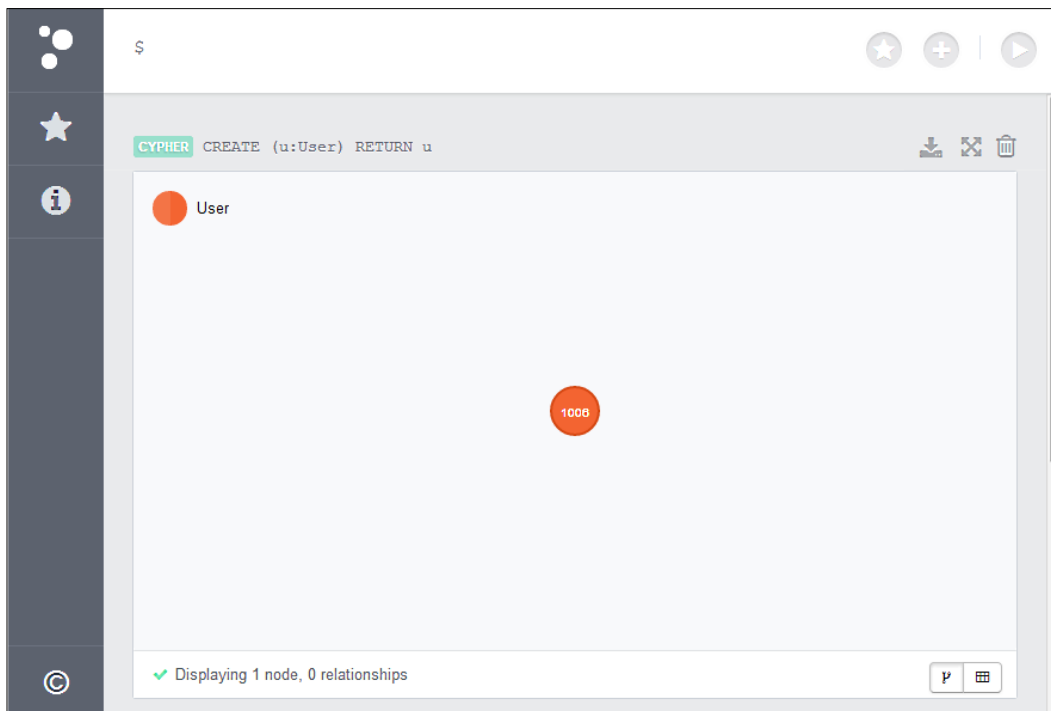 $
CYPHER CREATE (u:User) RETURN u
User
1006
Displaying 1 node, 0 relationships
©